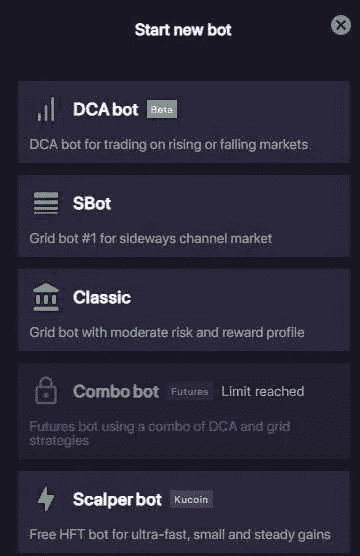 Start new bot
DCA bot Beta
DCA bot for trading on rising or falling markets
SBot
Grid bot #1 for sideways channel market
Classic
Grid bot with moderate risk and reward profile
Combo bot Futures Limit reached
Futures bot using a combo of DCA and grid
strategies
Scalper bot Kucoin
Free HFT bot for ultra-fast, small and steady gains